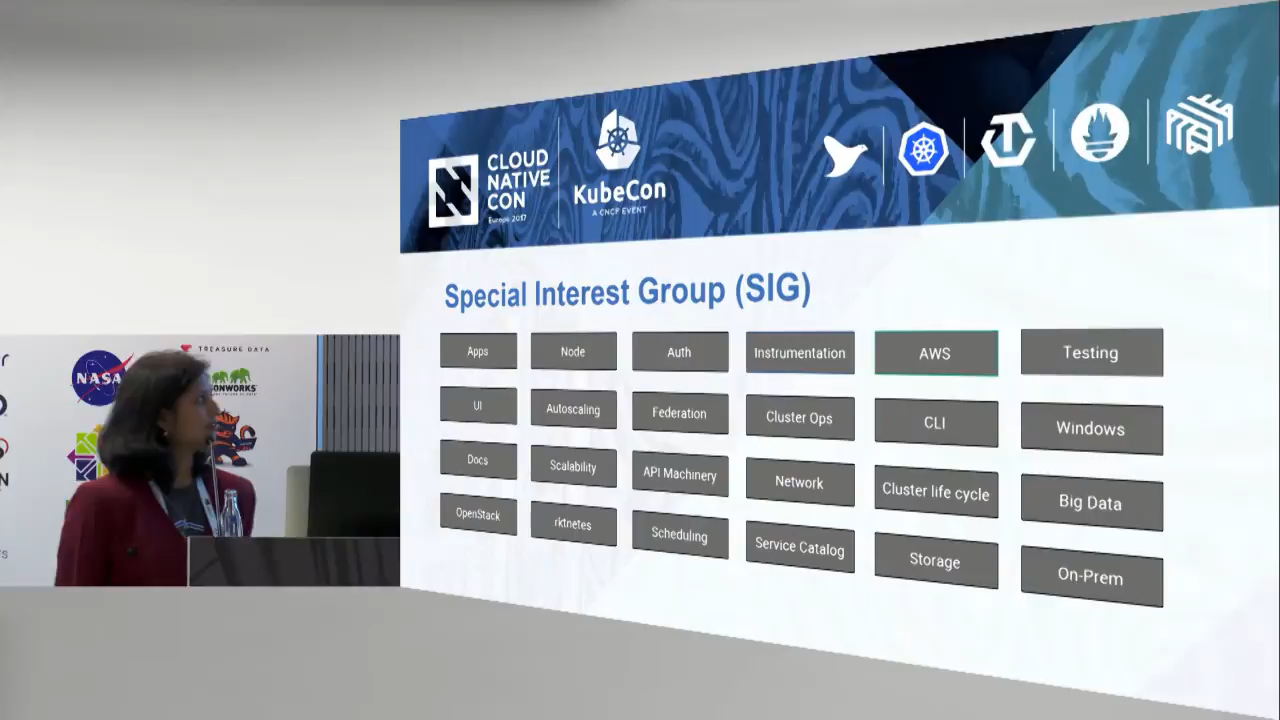 CLOUD
NATIVE
CON
Europe 2017
KubeCon
A CNCF EVENT
Special Interest Group (SIG)
Apps
Node
Auth
Instrumentation
AWS
Testing
UI
Autoscaling
Federation
Cluster Ops
CLI
Windows
Docs
Scalability
API Machinery
Network
Cluster life cycle
Big Data
OpenStack
rktnetes
Scheduling
Service Catalog
Storage
On-Prem
TREASURE DATA
NASA